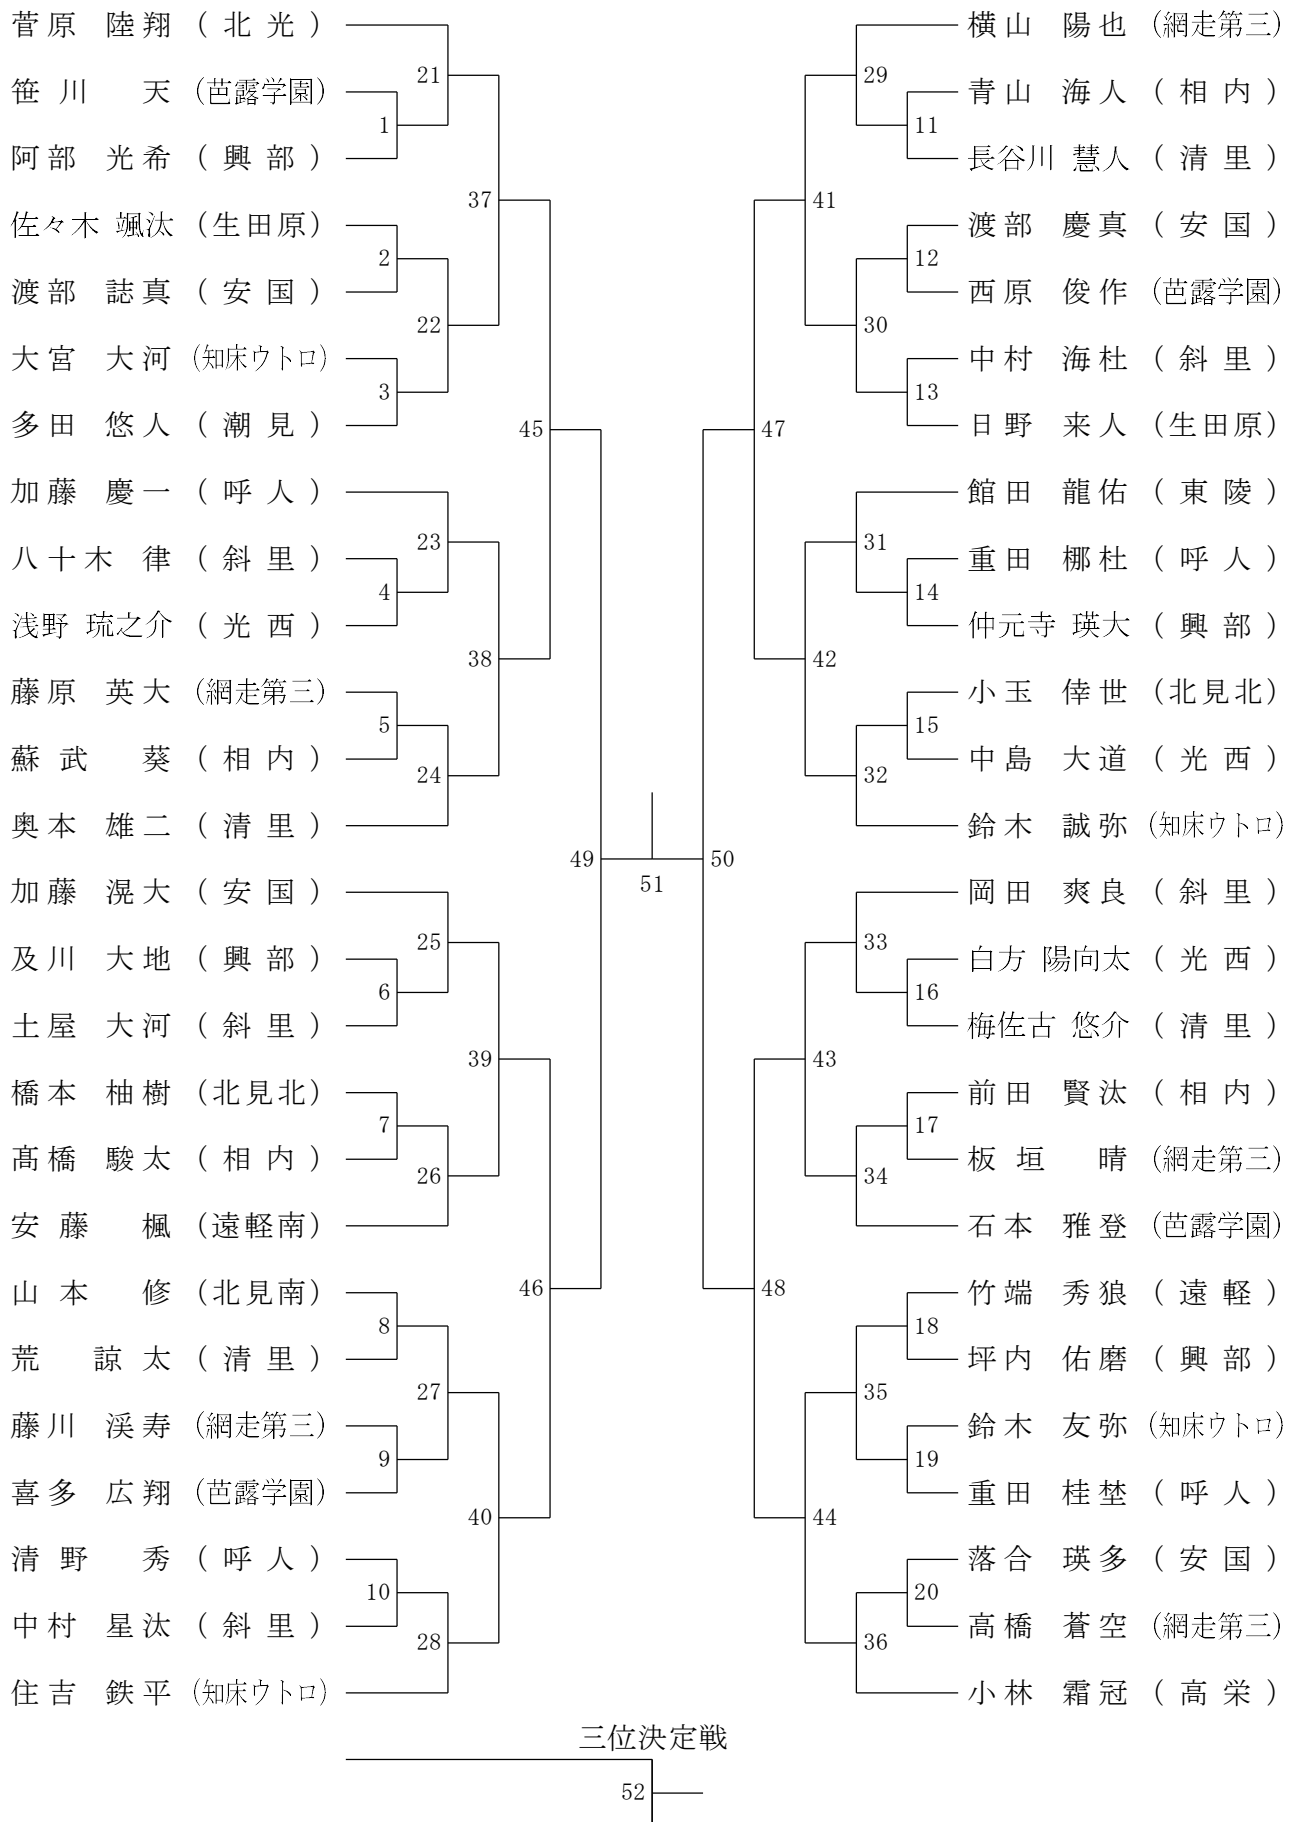 菅原 陸翔 (北光)
21
笹川 天 (芭露学園)
1
阿部 光希 (興部)
37
佐々木 颯汰 (生田原)
2
渡部 誌真 (安国)
22
大宮 大河 (知床ウトロ)
3
多田 悠人 (潮見)
45
加藤 慶一 (呼人)
23
八十木 律 (斜里)
4
浅野 琉之介 (光西)
38
藤原 英大 (網走第三)
5
蘇武 葵 (相内)
24
奥本 雄二 (清里)
49
加藤 滉大 (安国)
25
及川 大地 (興部)
6
土屋 大河 (斜里)
39
橋本 柚樹 (北見北)
7
髙橋 駿太 (相内)
26
安藤 楓 (遠軽南)
46
山本 修 (北見南)
8
荒 諒太 (清里)
27
藤川 渓寿 (網走第三)
9
喜多 広翔 (芭露学園)
40
清野 秀 (呼人)
10
中村 星汰 (斜里)
28
住吉 鉄平 (知床ウトロ)
51
横山 陽也 (網走第三)
29
青山 海人 (相内)
11
長谷川 慧人 (清里)
41
渡部 慶真 (安国)
12
西原 俊作 (芭露学園)
30
中村 海杜 (斜里)
13
日野 来人 (生田原)
47
館田 龍佑 (東陵)
31
重田 梛杜 (呼人)
14
仲元寺 瑛大 (興部)
42
小玉 倖世 (北見北)
15
中島 大道 (光西)
32
鈴木 誠弥 (知床ウトロ)
50
岡田 爽良 (斜里)
33
白方 陽向太 (光西)
16
梅佐古 悠介 (清里)
43
前田 賢汰 (相内)
17
板垣 晴 (網走第三)
34
石本 雅登 (芭露学園)
48
竹端 秀狼 (遠軽)
18
坪内 佑磨 (興部)
35
鈴木 友弥 (知床ウトロ)
19
重田 桂埜 (呼人)
44
落合 瑛多 (安国)
20
高橋 蒼空 (網走第三)
36
小林 霜冠 (高栄)
三位決定戦
52